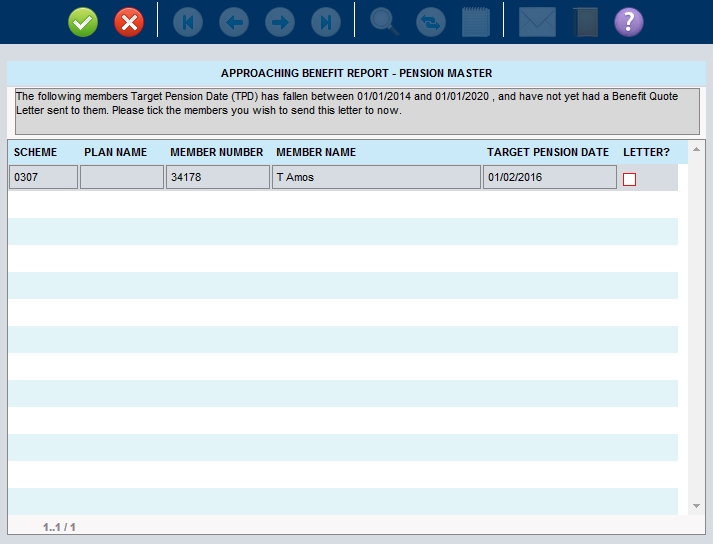 ?
APPROACHING BENEFIT REPORT - PENSION MASTER
The following members Target Pension Date (TPD) has fallen between 01/01/2014 and 01/01/2020 , and have not yet had a Benefit Quote
Letter sent to them. Please tick the members you wish to send this letter to now.
SCHEME PLAN NAME MEMBER NUMBER MEMBER NAME TARGET PENSION DATE LETTER?
0307 34178 T Amos 01/02/2016
1..1 / 1